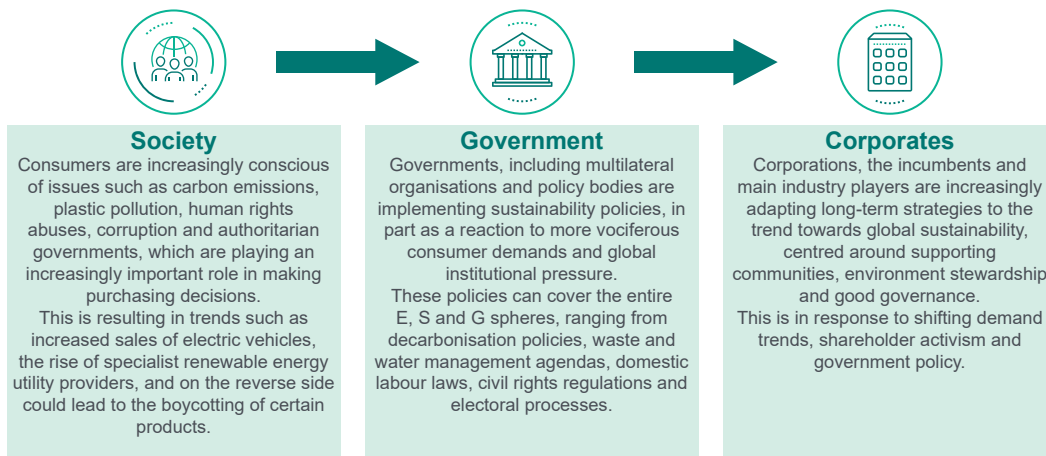 Society
Consumers are increasingly conscious
of issues such as carbon emissions,
plastic pollution, human rights
abuses, corruption and authoritarian
governments, which are playing an
increasingly important role in making
purchasing decisions.
This is resulting in trends such as
increased sales of electric vehicles,
the rise of specialist renewable energy
utility providers, and on the reverse side
could lead to the boycotting of certain
products.
Government
Governments, including multilateral
organisations and policy bodies are
implementing sustainability policies, in
part as a reaction to more vociferous
consumer demands and global
institutional pressure.
These policies can cover the entire
E, S and G spheres, ranging from
decarbonisation policies, waste and
water management agendas, domestic
labour laws, civil rights regulations and
electoral processes.
Corporates
Corporations, the incumbents and
main industry players are increasingly
adapting long-term strategies to the
trend towards global sustainability,
centred around supporting
communities, environment stewardship
and good governance.
This is in response to shifting demand
trends, shareholder activism and
government policy.